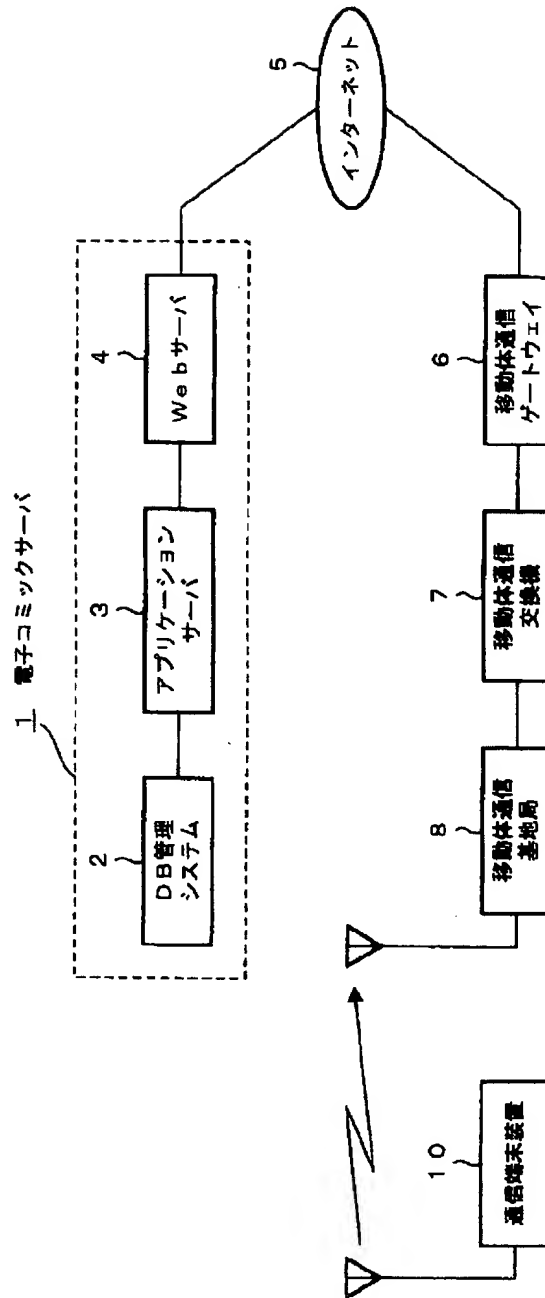 1 電子コミックサーバ
2
DB管理
システム
3
アプリケーション
サーバ
4
Webサーバ
5
インターネット
10
通信端末装置
8
移動体通信
基地局
7
移動体通信
交換機
6
移動体通信
ゲートウェイ